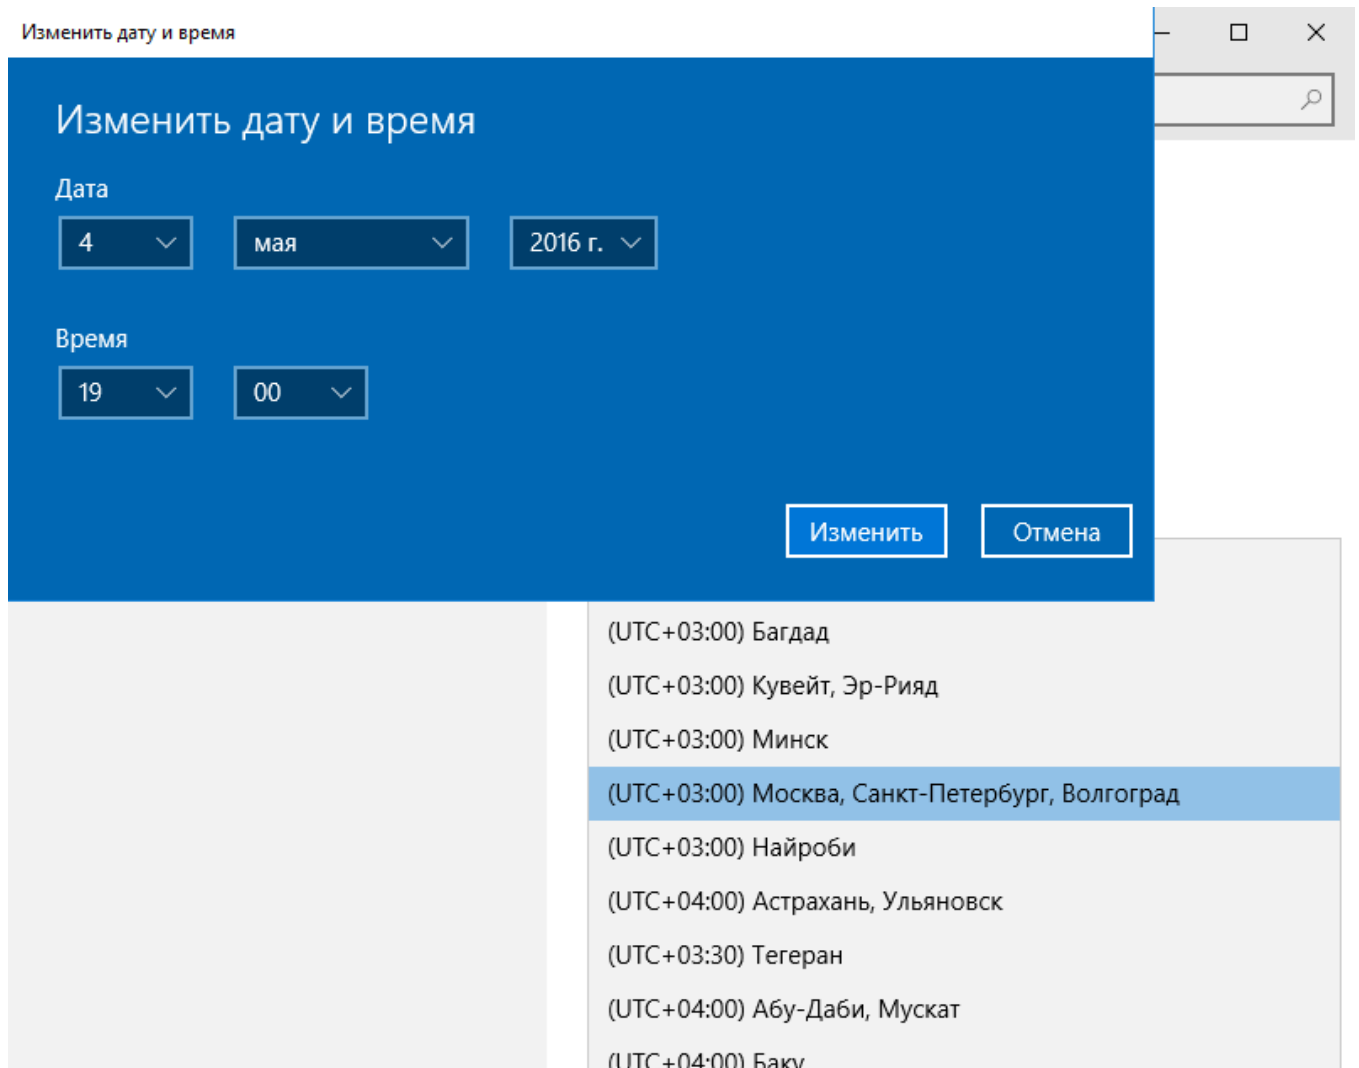 Изменить дату и время
Изменить дату и время
Дата
4 мая 2016 г.
Время
19 00
Изменить Отмена
(UTC+03:00) Багдад
(UTC+03:00) Кувейт, Эр-Рияд
(UTC+03:00) Минск
(UTC+03:00) Москва, Санкт-Петербург, Волгоград
(UTC+03:00) Найроби
(UTC+04:00) Астрахань, Ульяновск
(UTC+03:30) Тегеран
(UTC+04:00) Абу-Даби, Мускат
(UTC+04:00) Баку